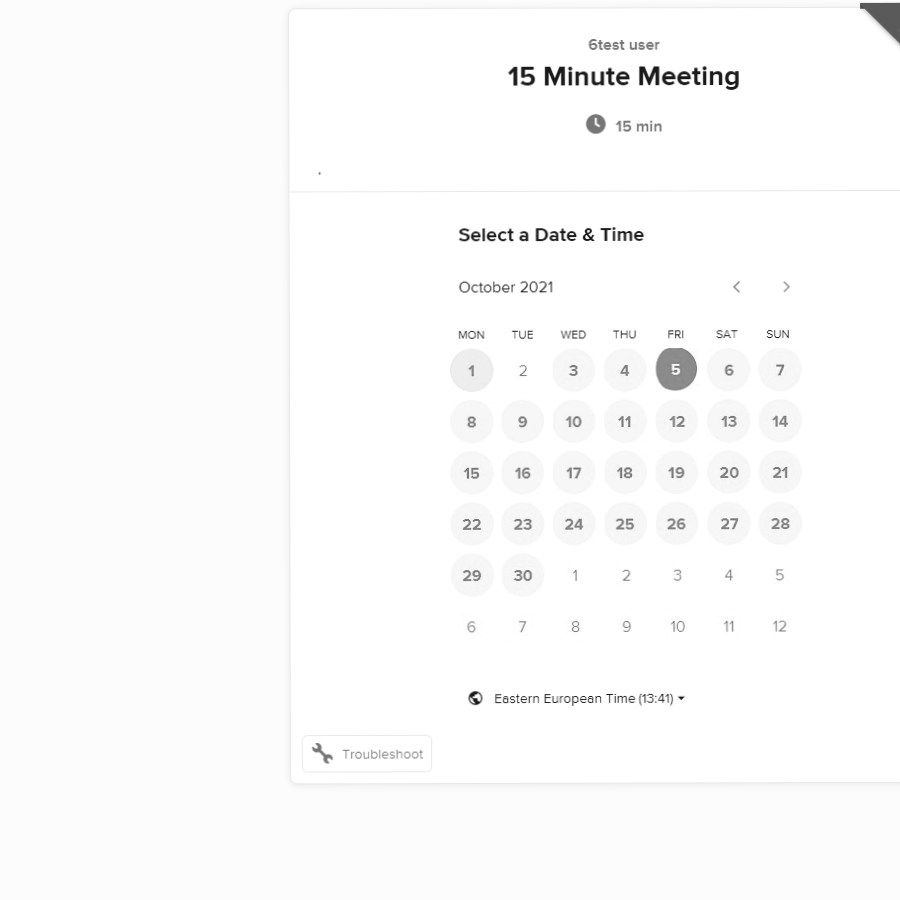 6test user
15 Minute Meeting
15 min
.
Select a Date & Time
October 2021
MON TUE WED THU FRI SAT SUN
1 2 3 4 5 6 7
8 9 10 11 12 13 14
15 16 17 18 19 20 21
22 23 24 25 26 27 28
29 30 1 2 3 4 5
6 7 8 9 10 11 12
Eastern European Time (13:41)
Troubleshoot